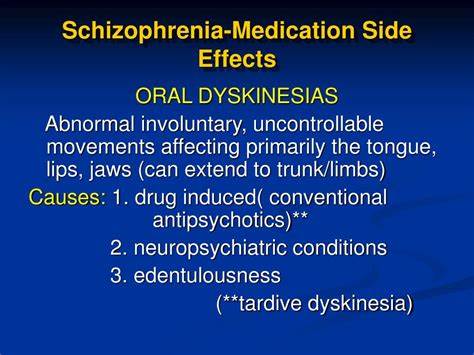 Schizophrenia-Medication Side
Effects
ORAL DYSKINESIAS
Abnormal involuntary, uncontrollable
movements affecting primarily the tongue,
lips, jaws (can extend to trunk/limbs)
Causes: 1. drug induced( conventional
antipsychotics)**
2. neuropsychiatric conditions
3. edentulousness
(**tardive dyskinesia)